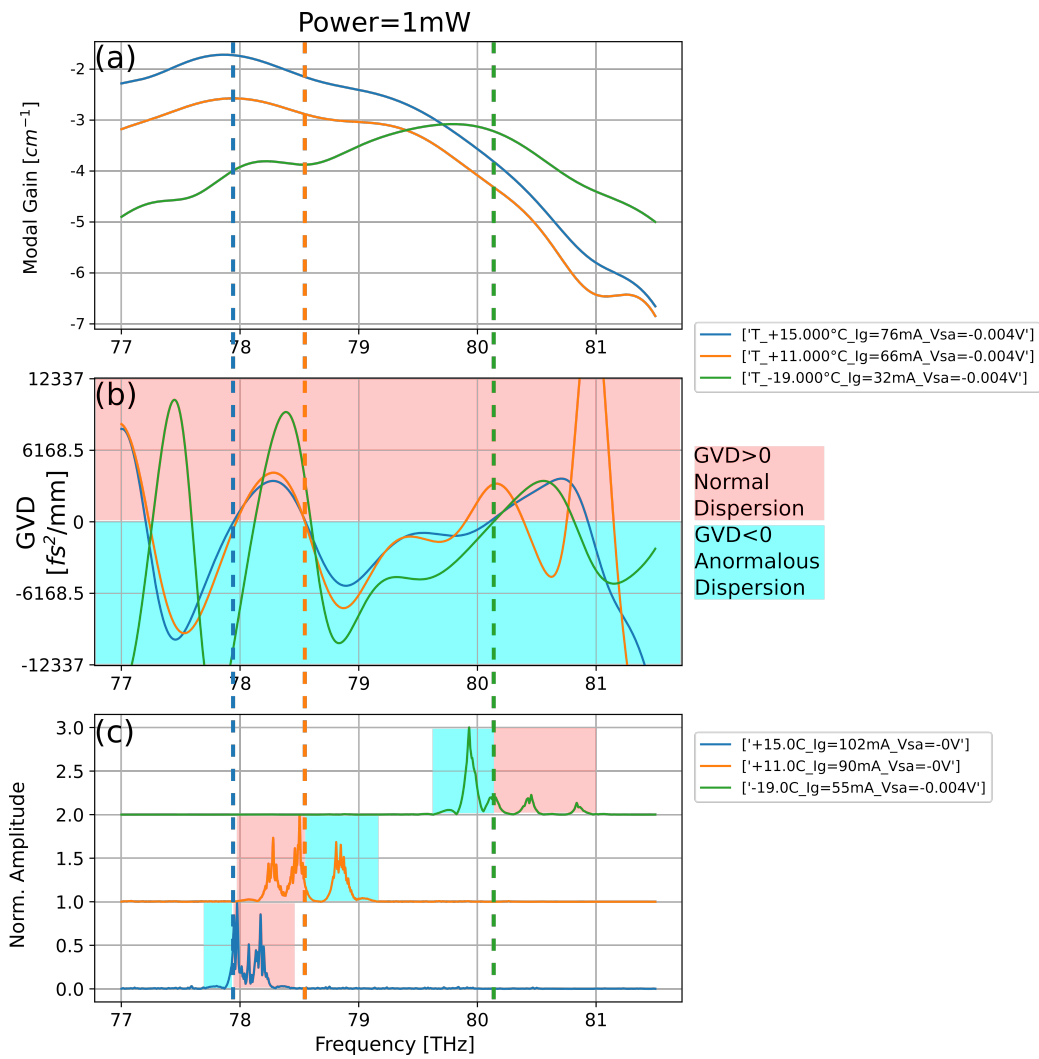 Power=1mW
(a)
Modal Gain [cm⁻¹]
-2
-3
-4
-5
-6
-7
77
78
79
80
81
['T_+15.000°C_Ig=76mA_Vsa=-0.004V']
['T_+11.000°C_Ig=66mA_Vsa=-0.004V']
['T_-19.000°C_Ig=32mA_Vsa=-0.004V']
(b)
GVD
[fs²/mm]
12337
6168.5
0
-6168.5
-12337
77
78
79
80
81
GVD>0
Normal
Dispersion
GVD<0
Anormalous
Dispersion
(c)
Norm. Amplitude
3.0
2.5
2.0
1.5
1.0
0.5
0.0
77
78
79
80
81
Frequency [THz]
['+15.0C_Ig=102mA_Vsa=-0V']
['+11.0C_Ig=90mA_Vsa=-0V']
['-19.0C_Ig=55mA_Vsa=-0.004V']